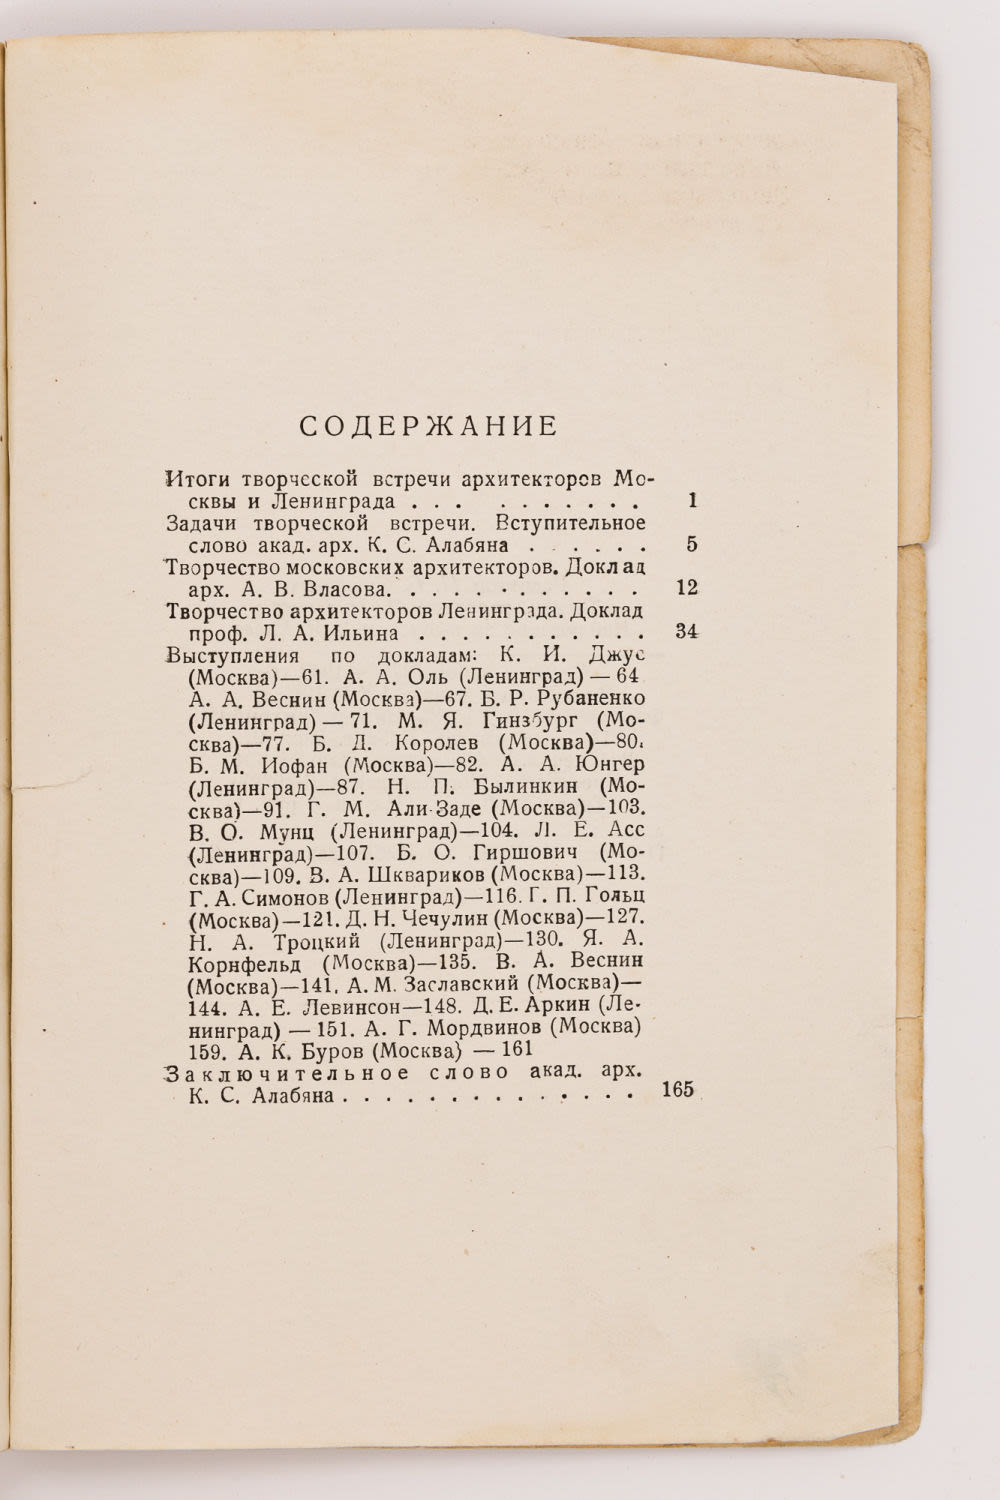 СОДЕРЖАНИЕ
Итоги творческой встречи архитекторов Мо-
сквы и Ленинграда . . . . . . . . . . 1
Задачи творческой встречи. Вступительное
слово акад. арх. К. С. Алабяна . . . . . . 5
Творчество московских архитекторов. Доклад
арх. А. В. Власова. . . . . . . . . . . 12
Творчество архитекторов Ленинграда. Доклад
проф. Л. А. Ильина . . . . . . . . . . . 34
Выступления по докладам: К. И. Джус
(Москва)—61. А. А. Оль (Ленинград) — 64
А. А. Веснин (Москва)—67. Б. Р. Рубаненко
(Ленинград) — 71. М. Я. Гинзбург (Мо-
сква)—77. Б. Д. Королев (Москва)—80.
Б. М. Иофан (Москва)—82. А. А. Юнгер
(Ленинград)—87. Н. П. Былинкин (Мо-
сква)—91. Г. М. Али-Заде (Москва)—103.
В. О. Мунц (Ленинград)—104. Л. Е. Асс
(Ленинград)—107. Б. О. Гиршович (Мо-
сква)—109. В. А. Шквариков (Москва)—113.
Г. А. Симонов (Ленинград)—116. Г. П. Гольц
(Москва)—121. Д. Н. Чечулин (Москва)—127.
Н. А. Троцкий (Ленинград)—130. Я. А.
Корнфельд (Москва)—135. В. А. Веснин
(Москва)—141. А. М. Заславский (Москва)—
144. А. Е. Левинсон—148. Д. Е. Аркин (Ле-
нинград) — 151. А. Г. Мордвинов (Москва)
159. А. К. Буров (Москва) — 161
Заключительное слово акад. арх.
К. С. Алабяна . . . . . . . . . . . . . . 165